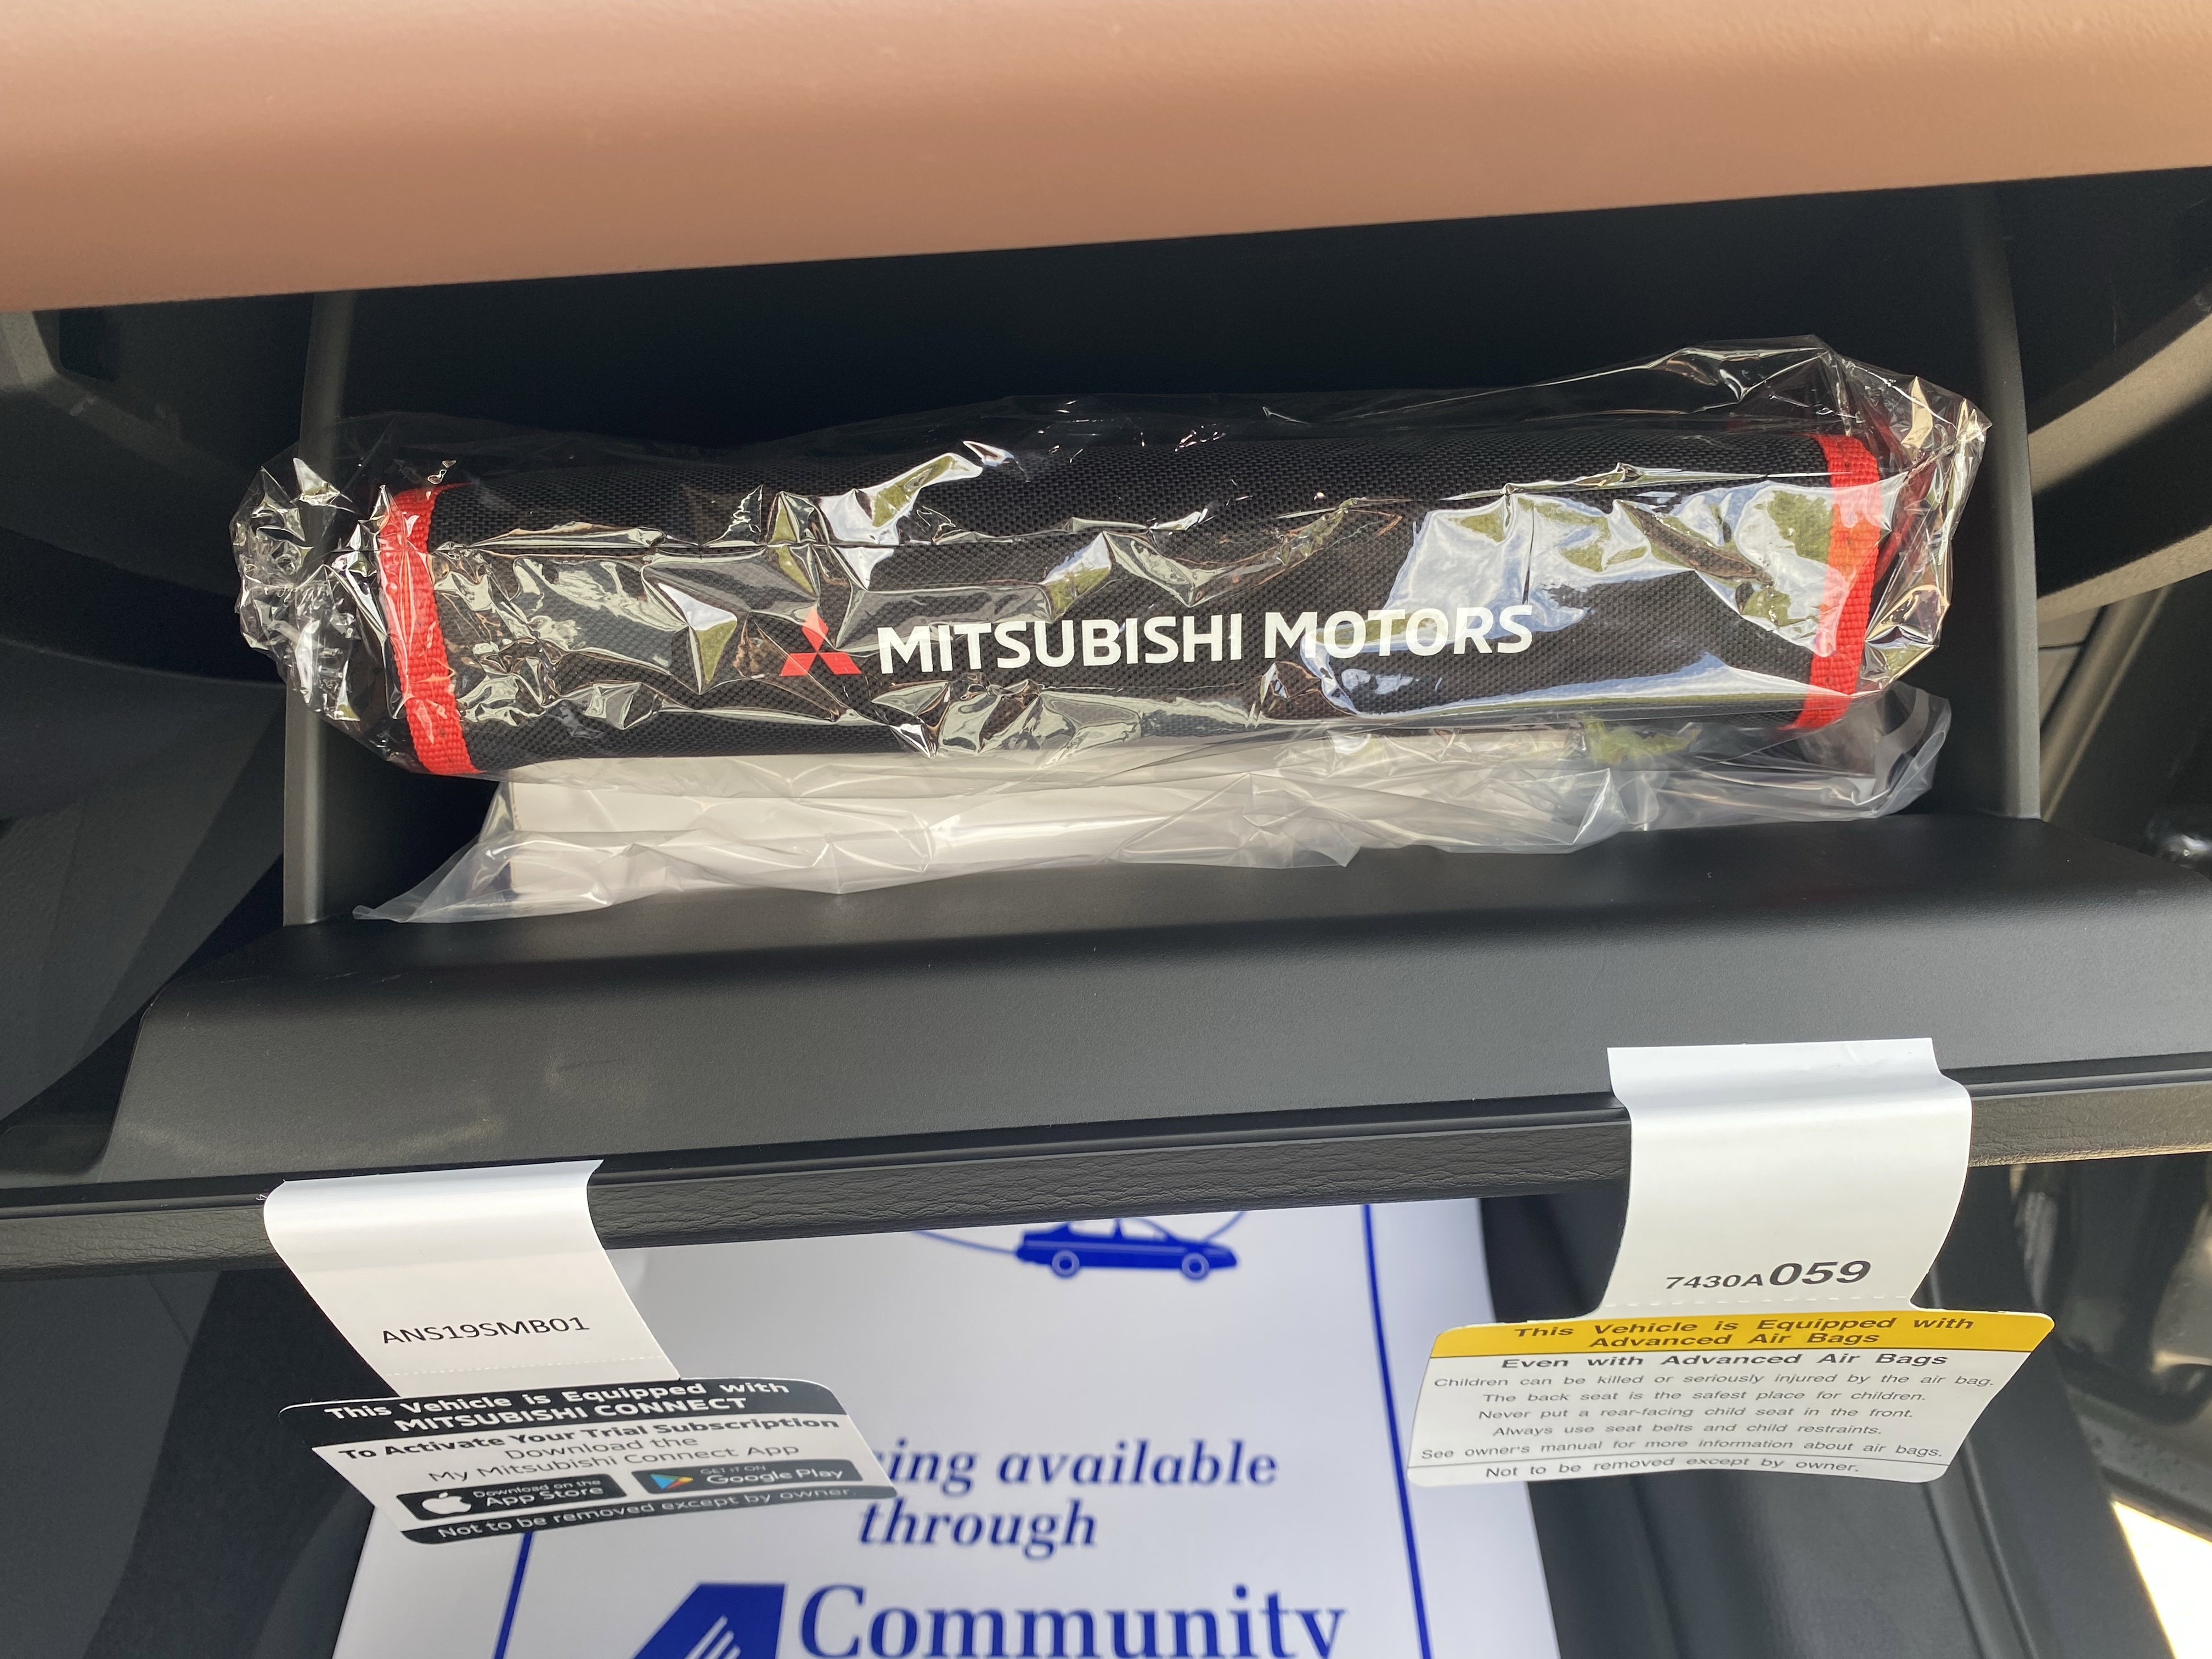 MITSUBISHI MOTORS
ANS19SMB01
This Vehicle is Equipped with
MITSUBISHI CONNECT
To Activate Your Trial Subscription
Download the
My Mitsubishi Connect App
Download on the
App Store
GET IT ON
Google Play
Not to be removed except by owner.
7430A059
This Vehicle is Equipped with
Advanced Air Bags
Even with Advanced Air Bags
Children can be killed or seriously injured by the air bag.
The back seat is the safest place for children.
Never put a rear-facing child seat in the front.
Always use seat belts and child restraints.
See owner's manual for more information about air bags.
Not to be removed except by owner.
available
through
Community